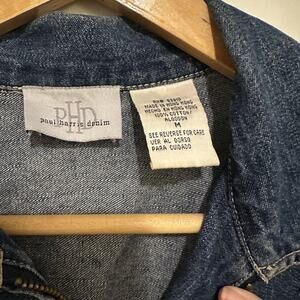 PHD
paul harris denim
MADE IN HONG KONG
HECHO EN HONG KONG
100% COTTON/
ALGODON
M
SEE REVERSE FOR CARE
VER AL DORSO
PARA CUIDADO